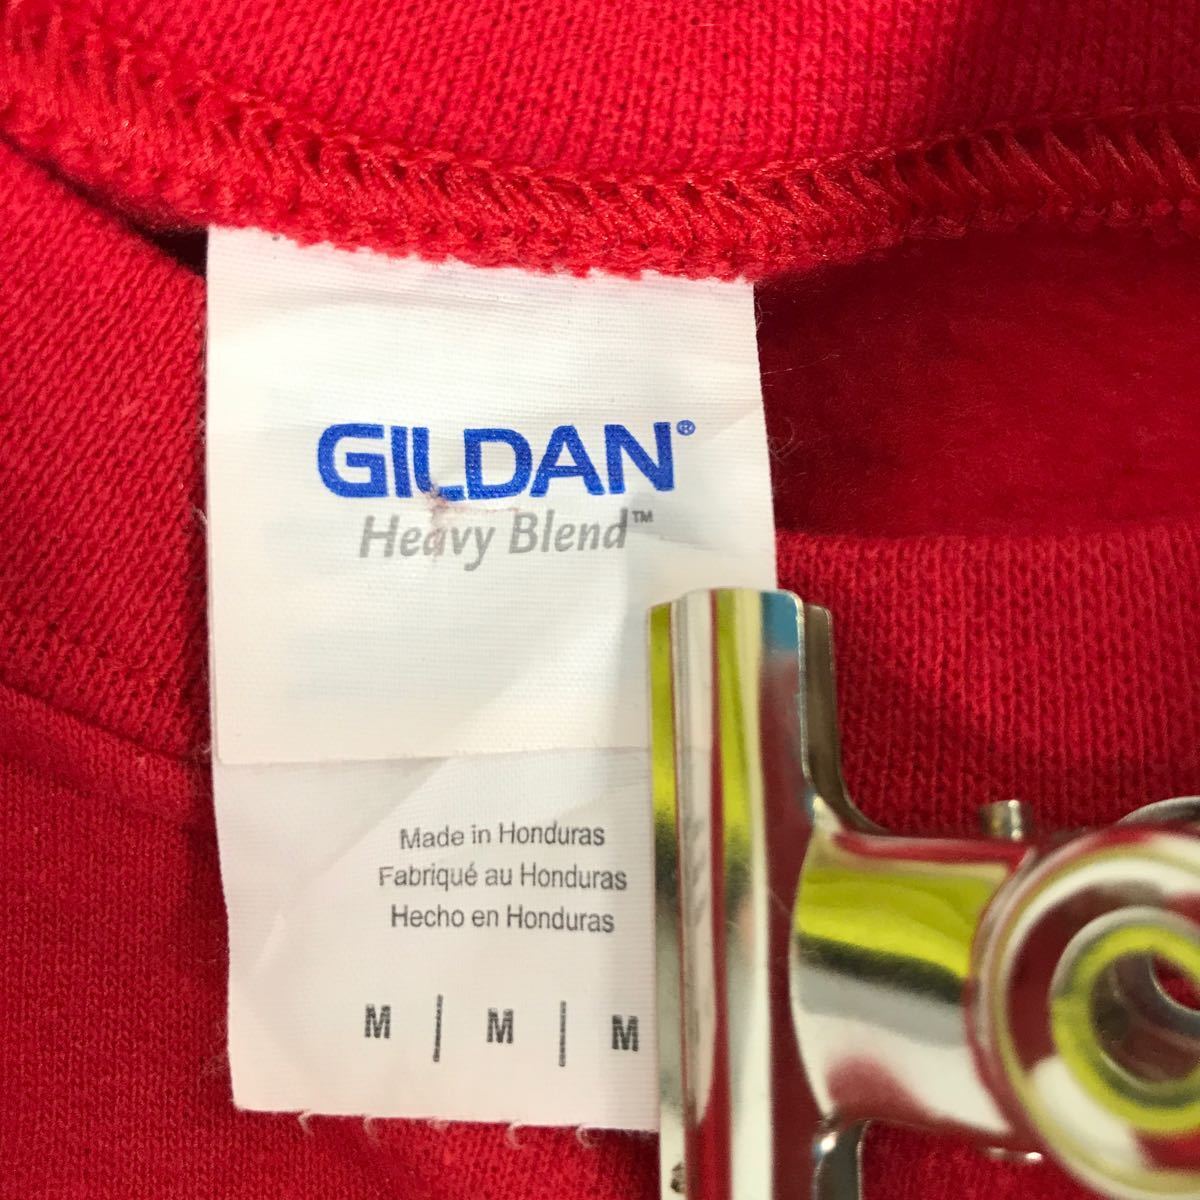 GILDAN®
Heavy Blend™
Made in Honduras
Fabriqué au Honduras
Hecho en Honduras
M | M | M